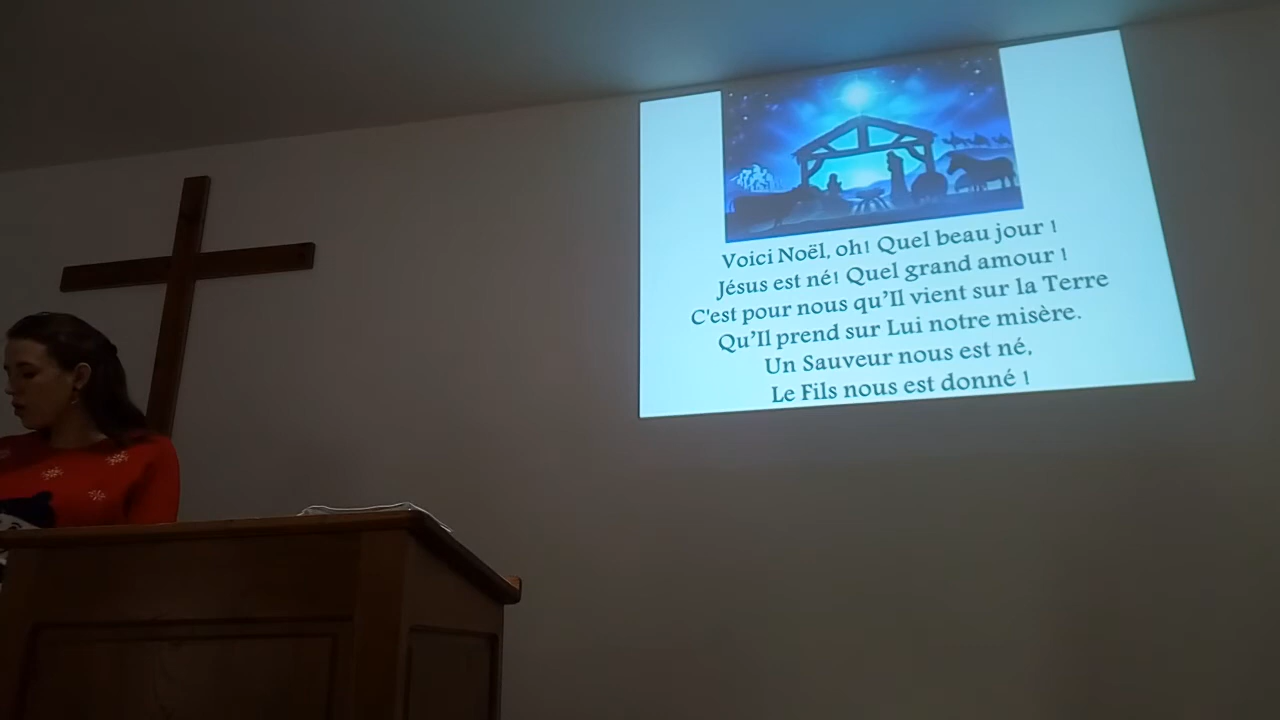 Voici Noël, oh! Quel beau jour !
Jésus est né! Quel grand amour !
C'est pour nous qu’Il vient sur la Terre
Qu’Il prend sur Lui notre misère.
Un Sauveur nous est né,
Le Fils nous est donné !